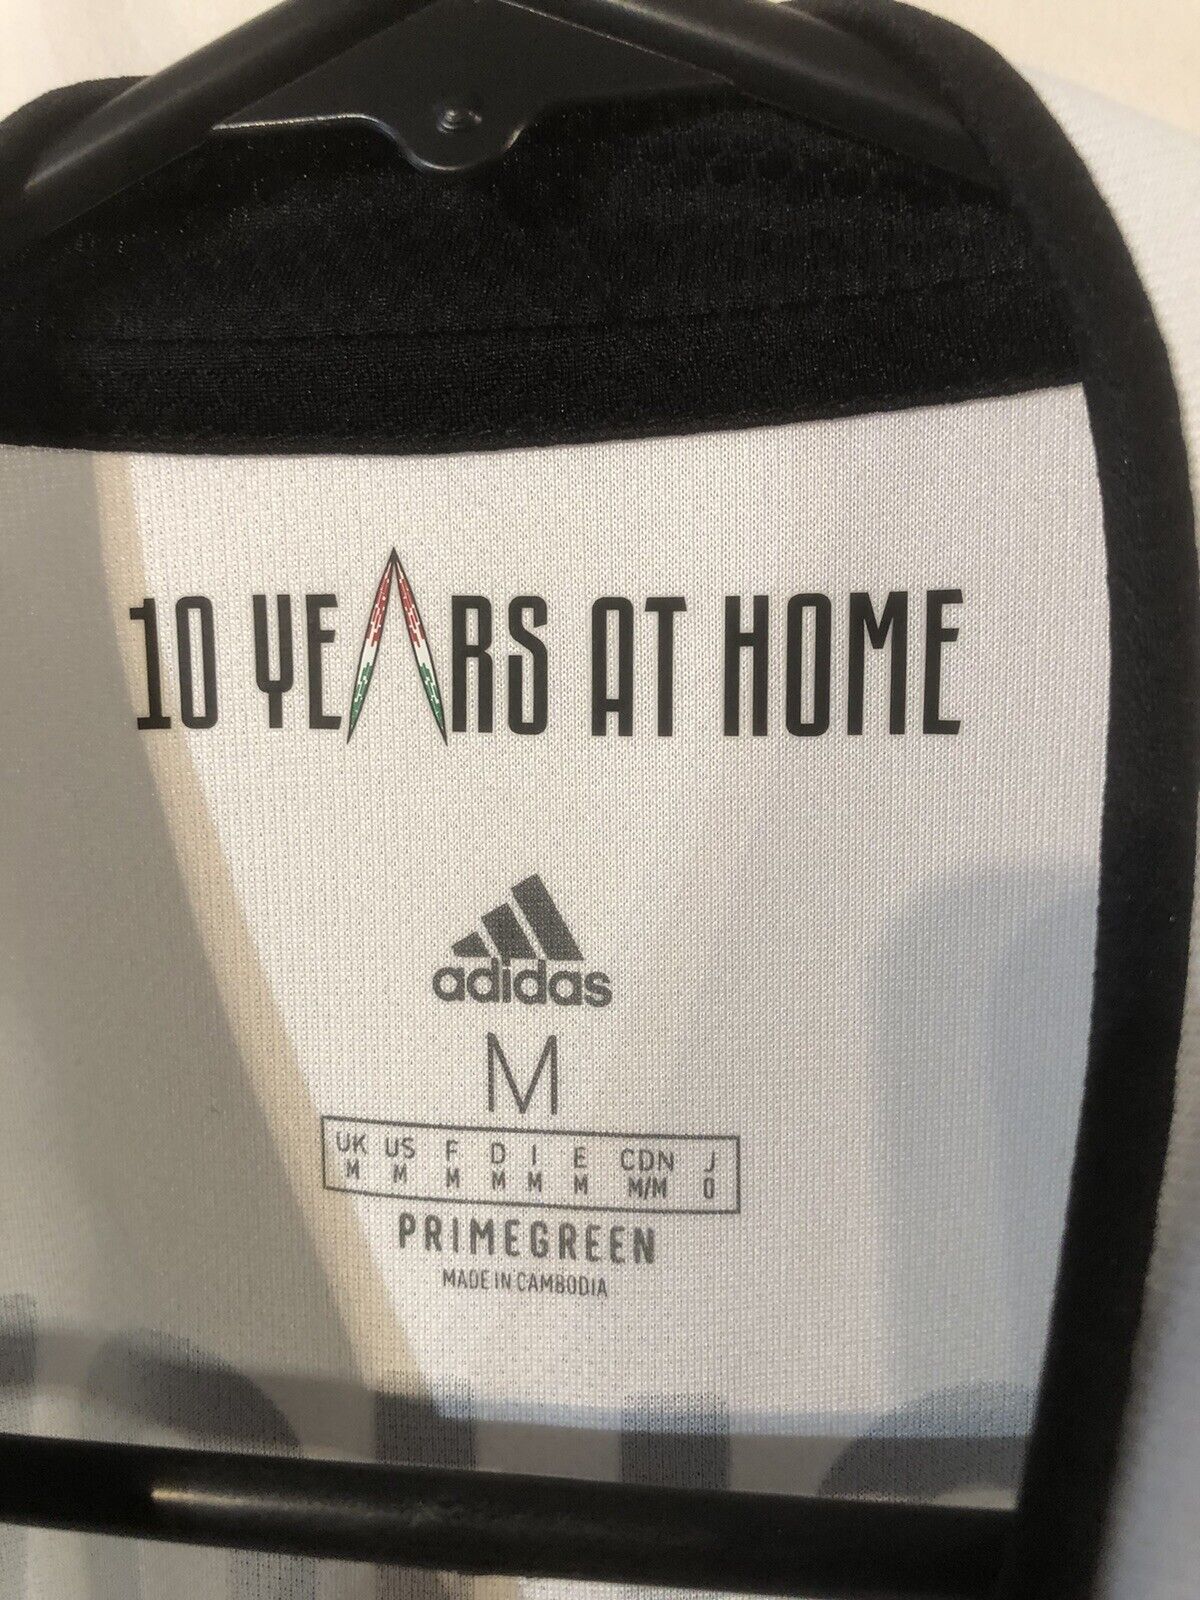 10 YEARS AT HOME
adidas
M
UK US F D I E CDN J
M M M M M M M/M O
PRIMEGREEN
MADE IN CAMBODIA